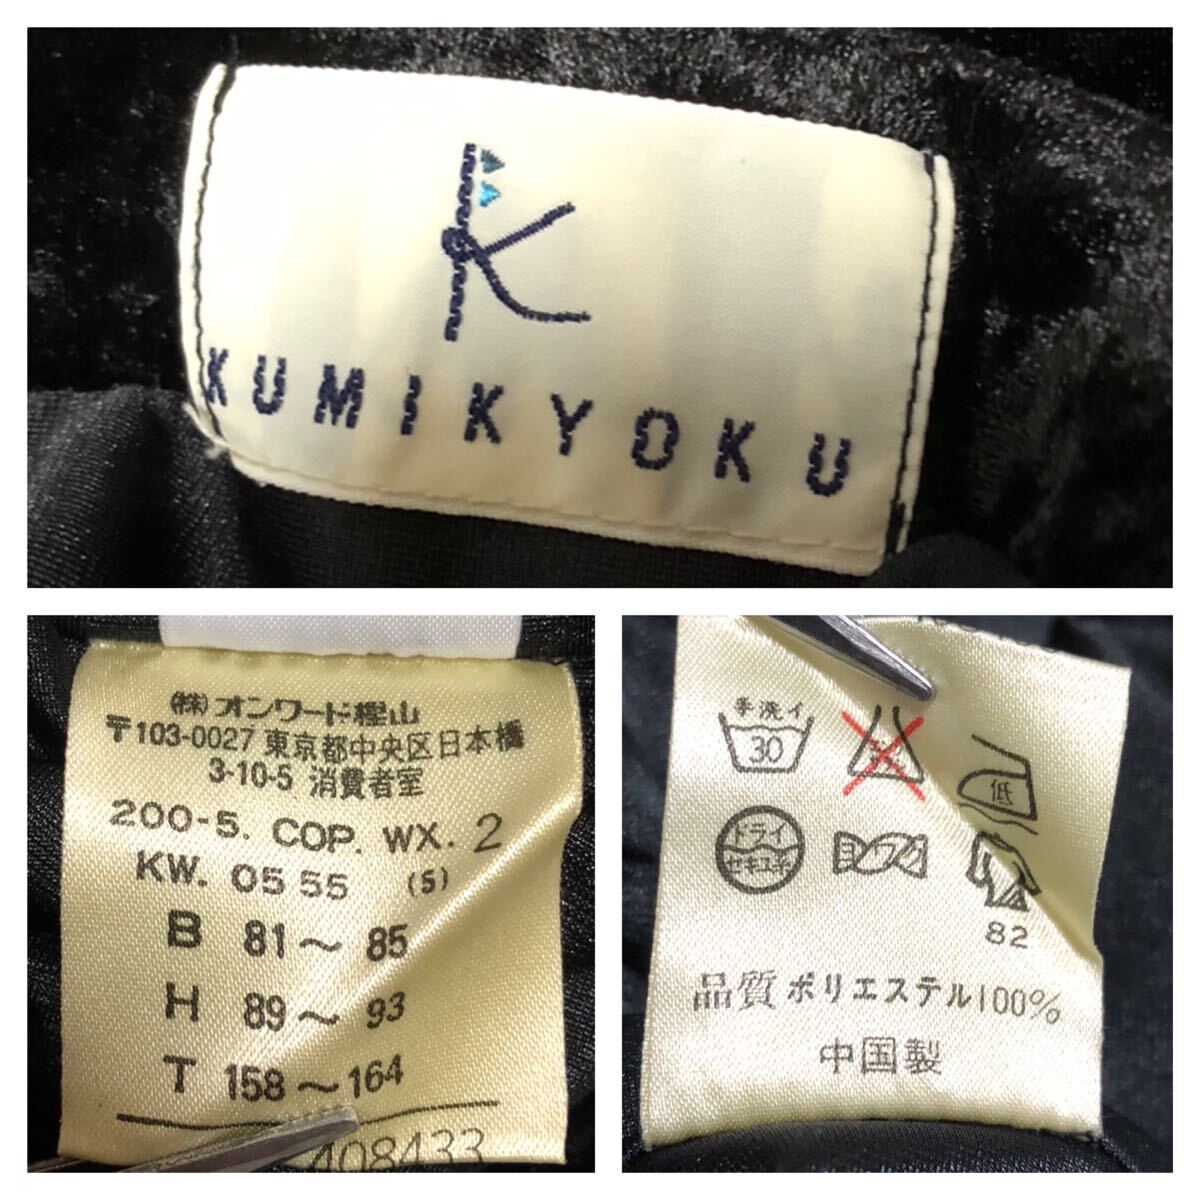 KUMIKYOKU
(株)オンワード樫山
〒103-0027 東京都中央区日本橋
3-10-5 消費者室
200-5. COP. WX. 2
KW. 05 55 (5)
B 81～85
H 89～93
T 158～164
408433
手洗イ
30
低
ドライ
セキユ系
82
品質 ポリエステル100%
中国製